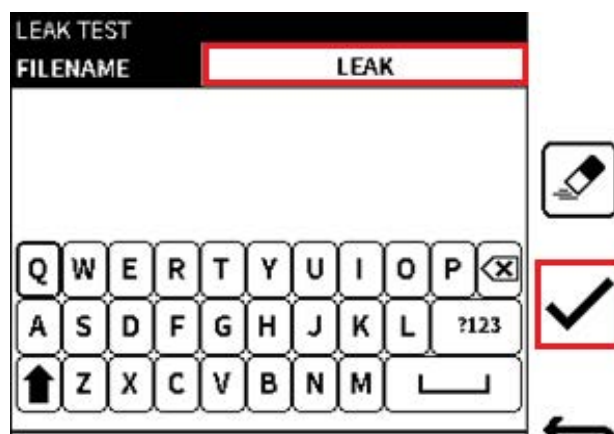 LEAK TEST
FILENAME LEAK
Q W E R T Y U I O P
A S D F G H J K L ?123
Z X C V B N M